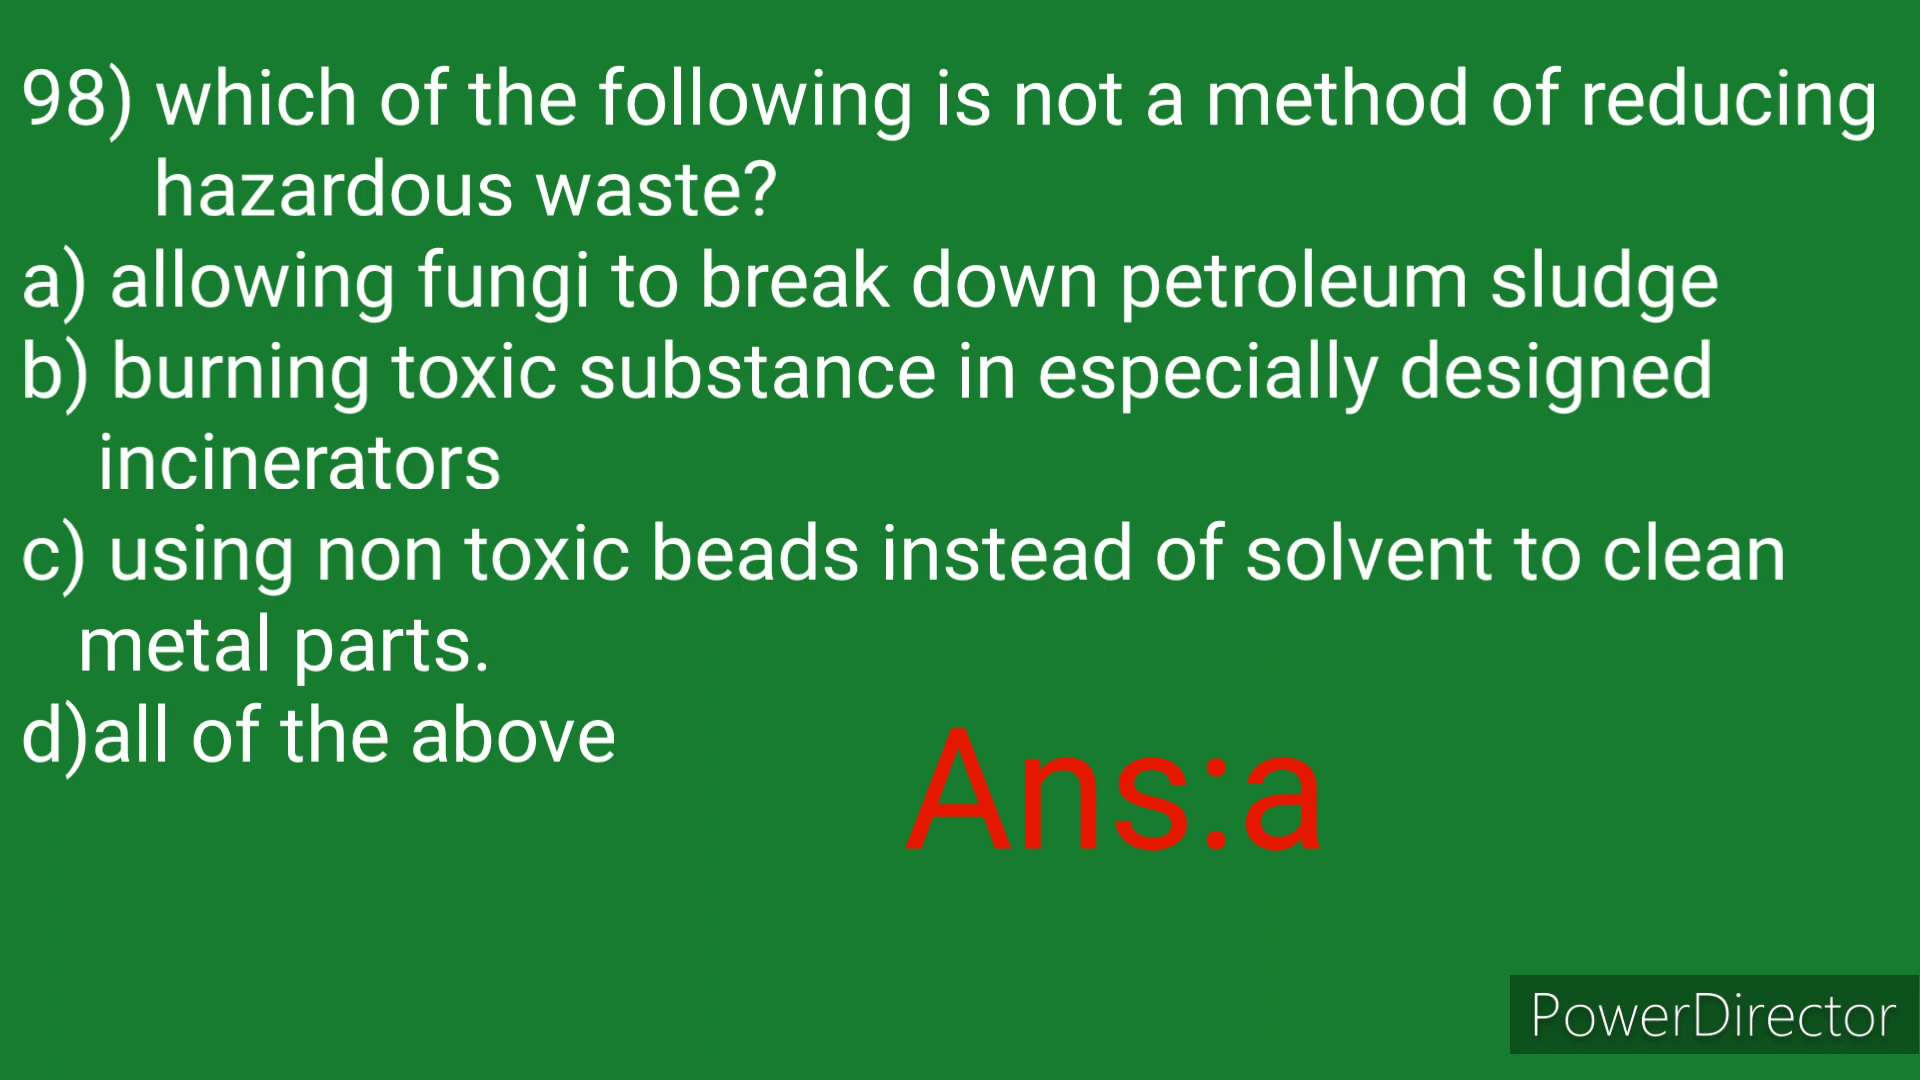 98) which of the following is not a method of reducing
hazardous waste?
a) allowing fungi to break down petroleum sludge
b) burning toxic substance in especially designed
incinerators
c) using non toxic beads instead of solvent to clean
metal parts.
d)all of the above
Ans:a
PowerDirector